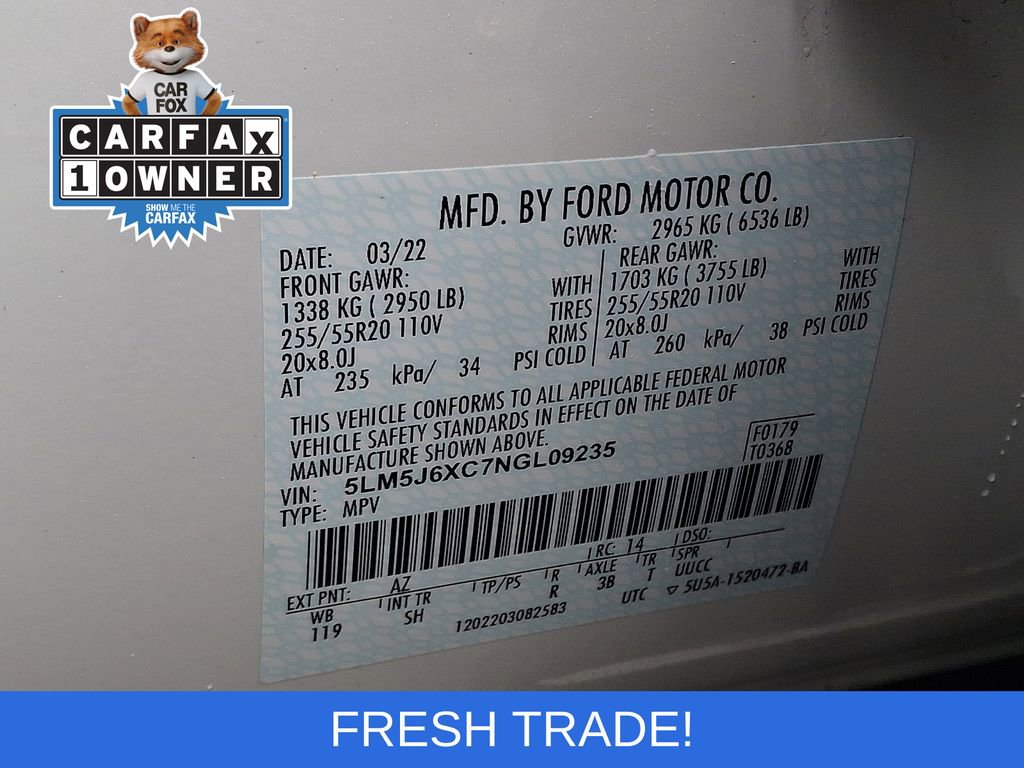 CAR
FOX
CARFAX
1OWNER
SHOW ME THE
CARFAX
MFD. BY FORD MOTOR CO.
DATE: 03/22 GVWR: 2965 KG ( 6536 LB)
FRONT GAWR: REAR GAWR:
1338 KG ( 2950 LB) WITH 1703 KG ( 3755 LB) WITH
255/55R20 110V TIRES 255/55R20 110V TIRES
20x8.0J RIMS 20x8.0J RIMS
AT 235 kPa/ 34 PSI COLD AT 260 kPa/ 38 PSI COLD
THIS VEHICLE CONFORMS TO ALL APPLICABLE FEDERAL MOTOR
VEHICLE SAFETY STANDARDS IN EFFECT ON THE DATE OF
MANUFACTURE SHOWN ABOVE.
VIN: 5LM5J6XC7NGL09235 F0179
TYPE: MPV T0368
EXT PNT: AZ RC: 14 DSO:
WB INT TR TP/PS R AXLE TR SPR
119 SH R 3B T UUCC
1202203082583 UTC ▽ 5U5A-1520472-BA
FRESH TRADE!